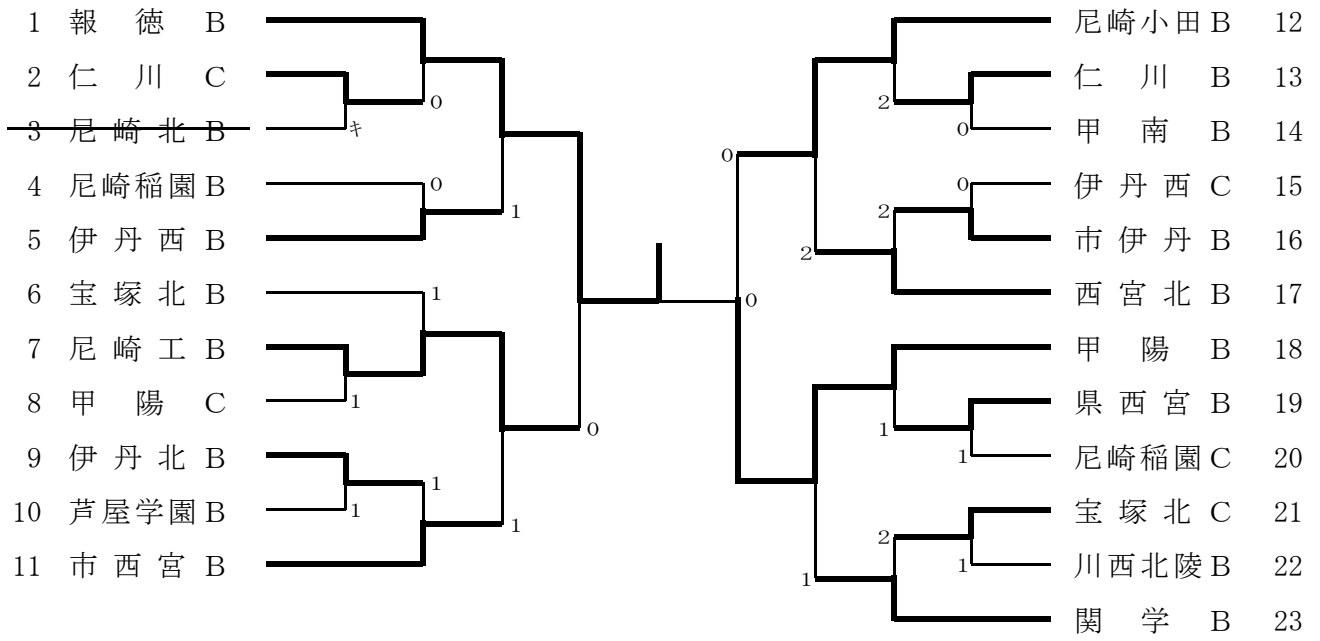 1 報 徳 B
2 仁 川 C
3 尼 崎 北 B
4 尼崎稲園 B
5 伊 丹 西 B
6 宝 塚 北 B
7 尼 崎 工 B
8 甲 陽 C
9 伊 丹 北 B
10 芦屋学園 B
11 市 西 宮 B
0
キ
0
1
1
1
0
1
1
1
尼崎小田 B 12
仁 川 B 13
甲 南 B 14
伊 丹 西 C 15
市 伊 丹 B 16
西 宮 北 B 17
甲 陽 B 18
県 西 宮 B 19
尼崎稲園 C 20
宝 塚 北 C 21
川西北陵 B 22
関 学 B 23
2
0
0
0
2
2
0
1
1
2
1
1